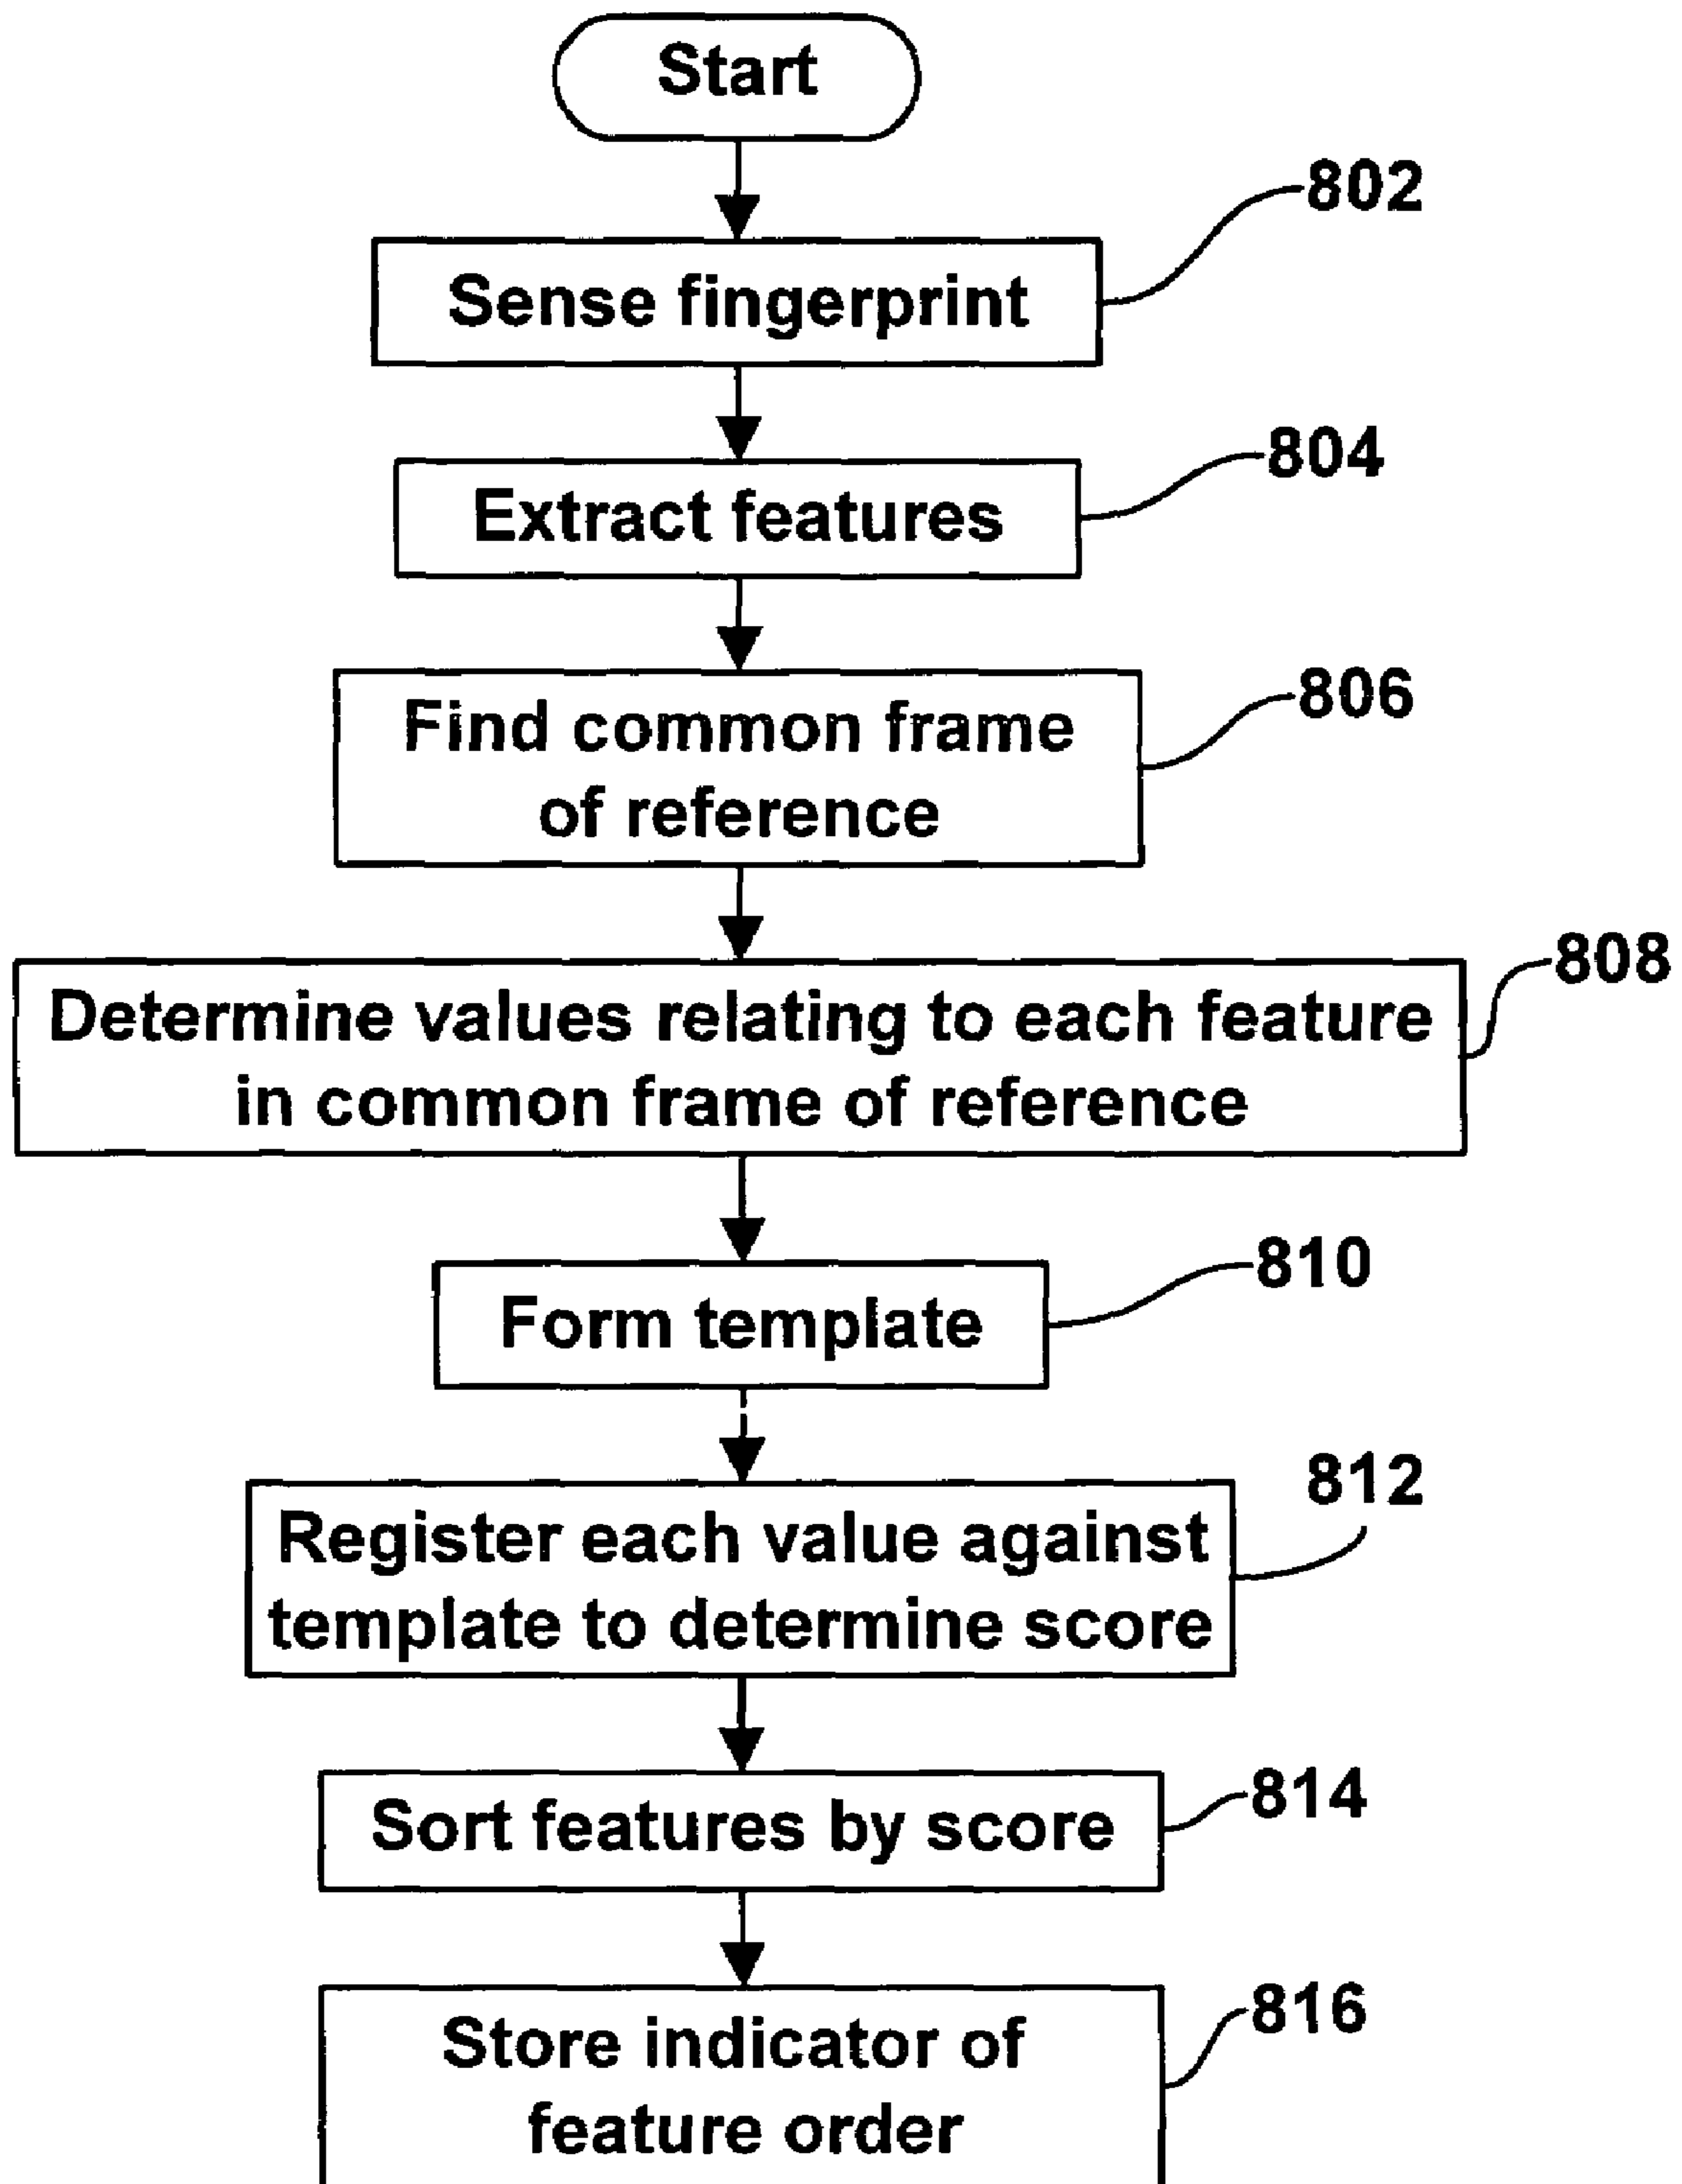 Start
802
Sense fingerprint
804
Extract features
806
Find common frame
of reference
808
Determine values relating to each feature
in common frame of reference
810
Form template
812
Register each value against
template to determine score
814
Sort features by score
816
Store indicator of
feature order